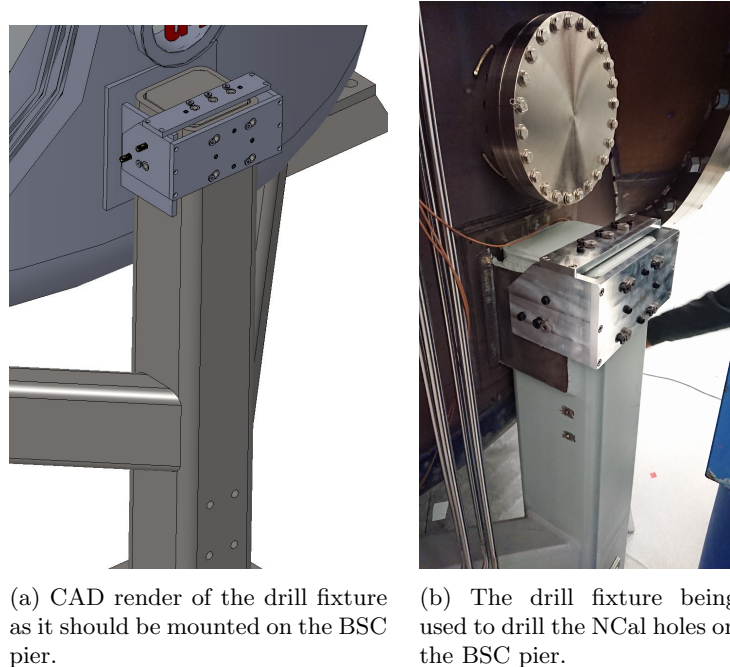 (a) CAD render of the drill fixture
as it should be mounted on the BSC
pier.
(b) The drill fixture being
used to drill the NCal holes on
the BSC pier.